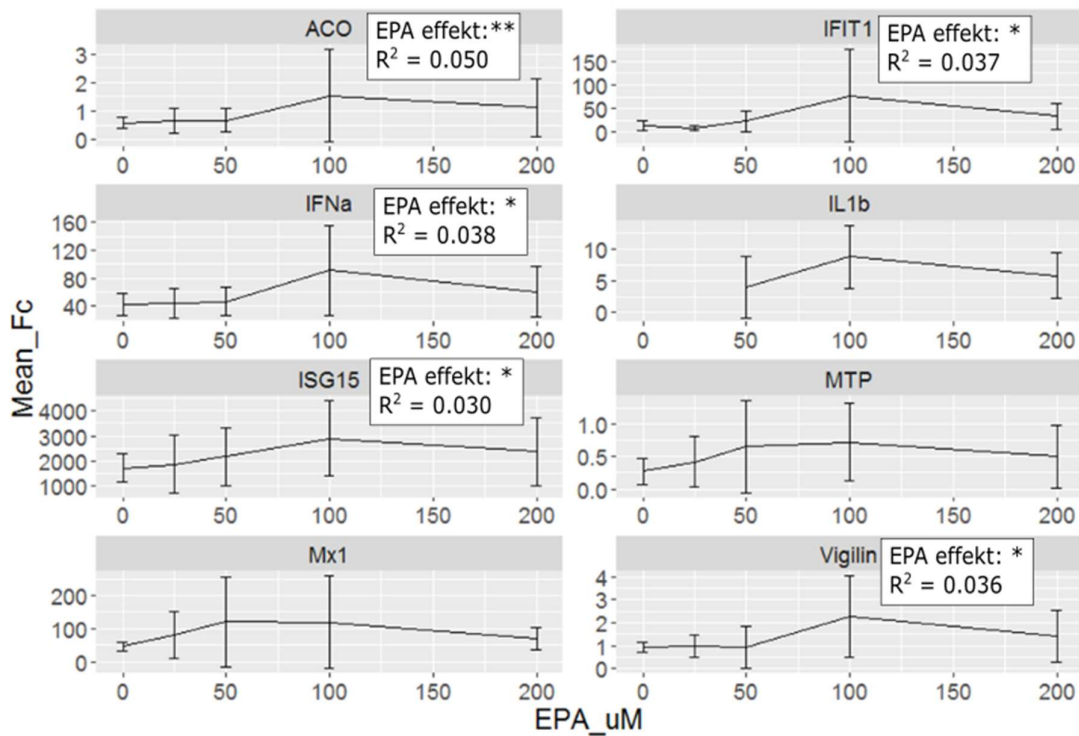 ACO
EPA effekt:**
R² = 0.050
3
2
1
0
0 50 100 150 200
IFIT1
EPA effekt: *
R² = 0.037
150
100
50
0
0 50 100 150 200
IFNa
EPA effekt: *
R² = 0.038
160
120
80
40
0 50 100 150 200
IL1b
10
5
0
0 50 100 150 200
ISG15
EPA effekt: *
R² = 0.030
4000
3000
2000
1000
0 50 100 150 200
MTP
1.0
0.5
0.0
0 50 100 150 200
Mx1
200
100
0
0 50 100 150 200
Vigilin
EPA effekt: *
R² = 0.036
4
3
2
1
0
0 50 100 150 200
Mean_Fc
EPA_uM